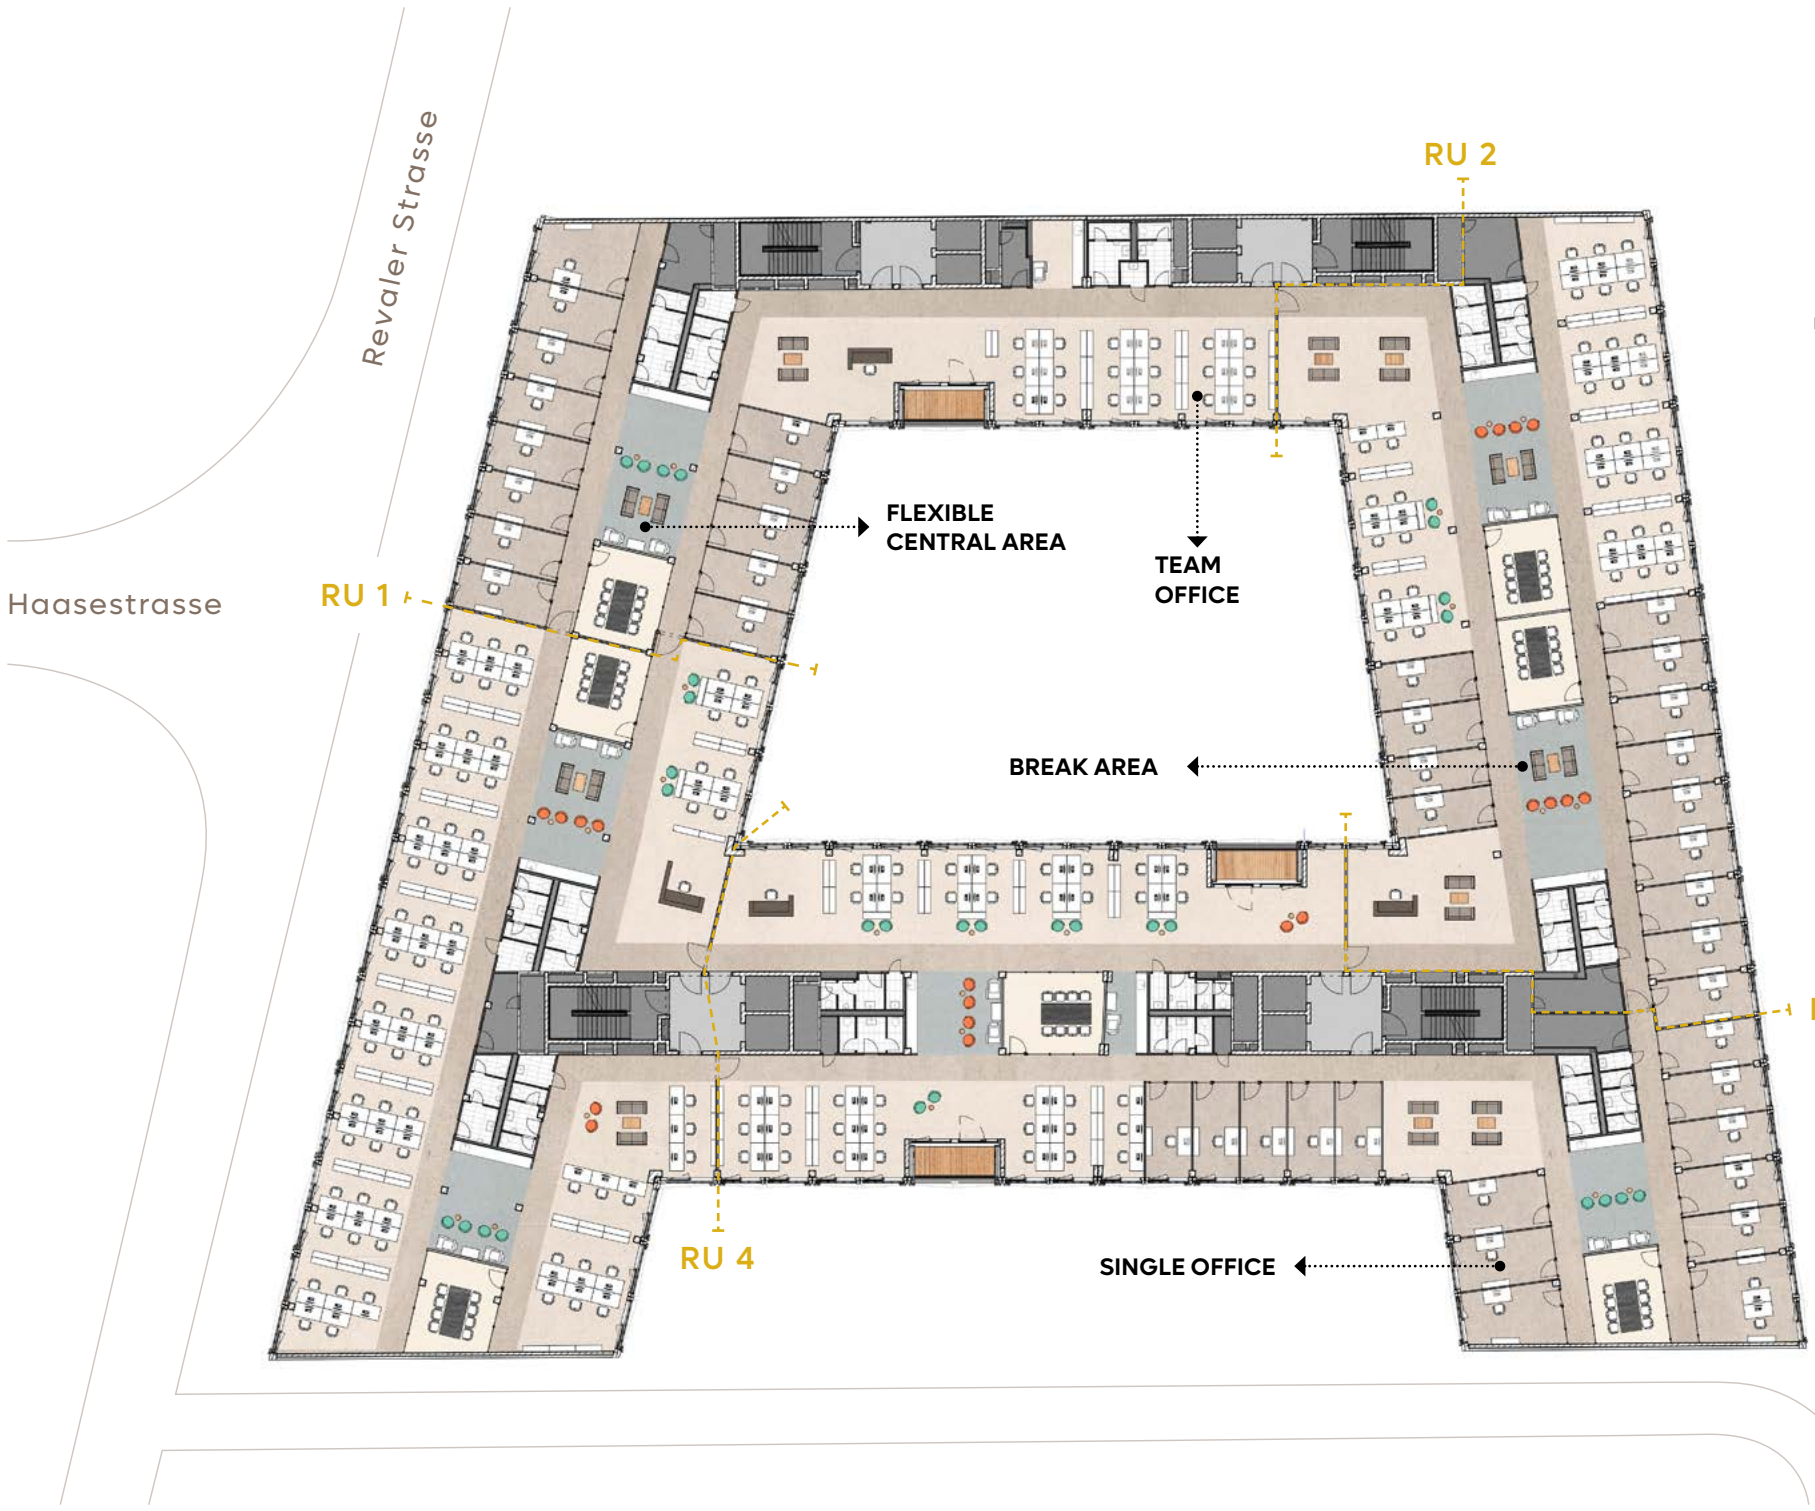 RU 2
Revaler Strasse
FLEXIBLE
CENTRAL AREA
TEAM
OFFICE
RU 1
Haasestrasse
BREAK AREA
RU 4
SINGLE OFFICE